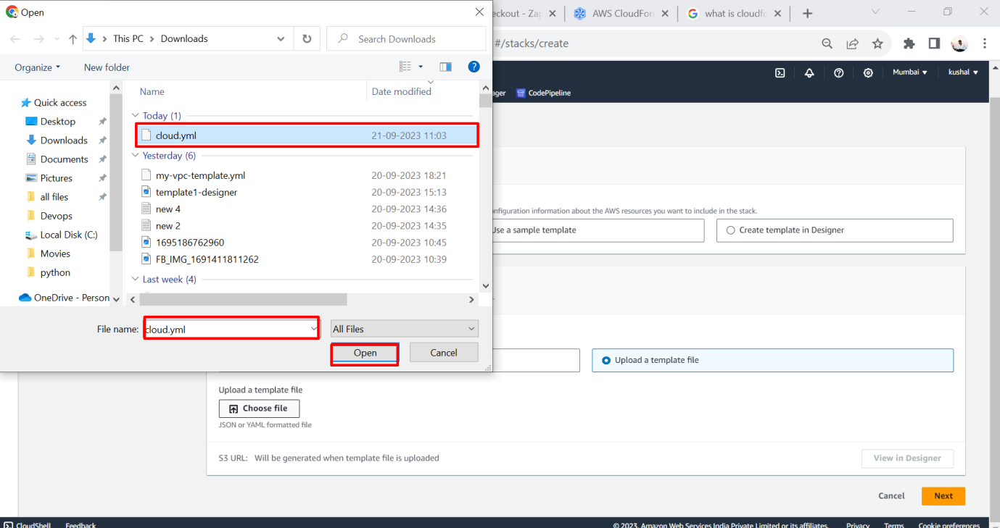 Open
eckout - Zap
AWS CloudForm
what is cloudfo
This PC
Downloads
Search Downloads
#/stacks/create
Organize
New folder
Mumbai
kushal
ager
CodePipeline
Name
Date modified
Quick access
Desktop
Downloads
Documents
Pictures
all files
Devops
Local Disk (C:)
Movies
python
OneDrive - Person
Today (1)
cloud.yml 21-09-2023 11:03
Yesterday (6)
my-vpc-template.yml 20-09-2023 18:21
template1-designer 20-09-2023 15:13
new 4 20-09-2023 14:36
new 2 20-09-2023 14:35
1695186762960 20-09-2023 10:45
FB_IMG_1691411811262 20-09-2023 10:39
Last week (4)
File name: cloud.yml
All Files
Open
Cancel
nfiguration information about the AWS resources you want to include in the stack.
Use a sample template
Create template in Designer
Upload a template file
Upload a template file
Choose file
JSON or YAML formatted file
S3 URL: Will be generated when template file is uploaded
View in Designer
Cancel
Next
CloudShell
Feedback
© 2023, Amazon Web Services India Private Limited or its affiliates.
Privacy
Terms
Cookie preferences